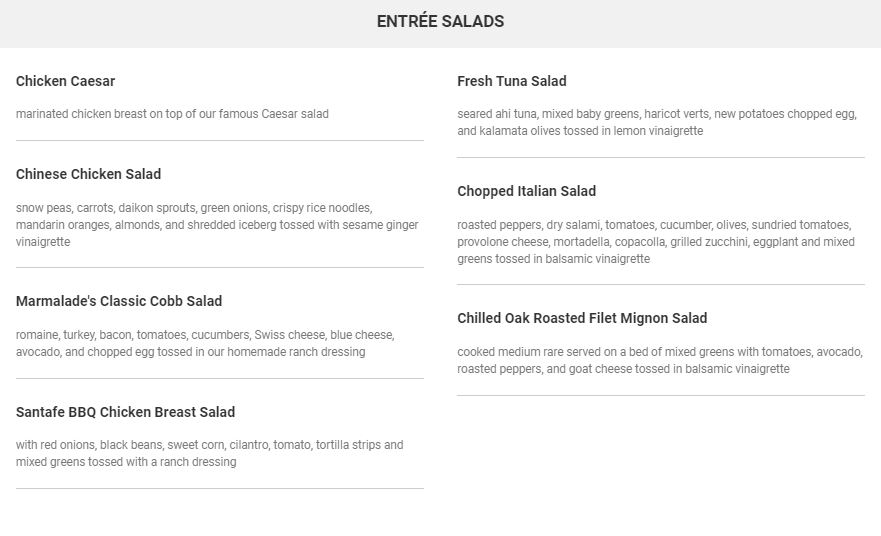 ENTRÉE SALADS
Chicken Caesar
marinated chicken breast on top of our famous Caesar salad
Chinese Chicken Salad
snow peas, carrots, daikon sprouts, green onions, crispy rice noodles,
mandarin oranges, almonds, and shredded iceberg tossed with sesame ginger
vinaigrette
Marmalade's Classic Cobb Salad
romaine, turkey, bacon, tomatoes, cucumbers, Swiss cheese, blue cheese,
avocado, and chopped egg tossed in our homemade ranch dressing
Santafe BBQ Chicken Breast Salad
with red onions, black beans, sweet corn, cilantro, tomato, tortilla strips and
mixed greens tossed with a ranch dressing
Fresh Tuna Salad
seared ahi tuna, mixed baby greens, haricot verts, new potatoes chopped egg,
and kalamata olives tossed in lemon vinaigrette
Chopped Italian Salad
roasted peppers, dry salami, tomatoes, cucumber, olives, sundried tomatoes,
provolone cheese, mortadella, copacolla, grilled zucchini, eggplant and mixed
greens tossed in balsamic vinaigrette
Chilled Oak Roasted Filet Mignon Salad
cooked medium rare served on a bed of mixed greens with tomatoes, avocado,
roasted peppers, and goat cheese tossed in balsamic vinaigrette